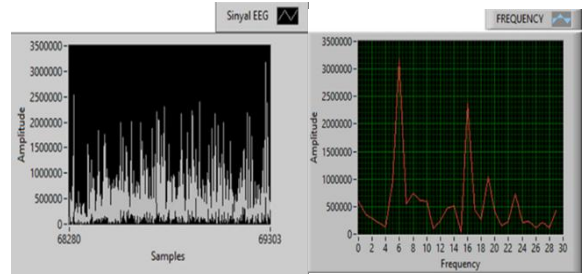 Sinyal EEG
Amplitude
3500000
3000000
2500000
2000000
1500000
1000000
500000
0
68280
69303
Samples
FREQUENCY
Amplitude
3500000
3000000
2500000
2000000
1500000
1000000
500000
0
0 2 4 6 8 10 12 14 16 18 20 22 24 26 28 30
Frequency